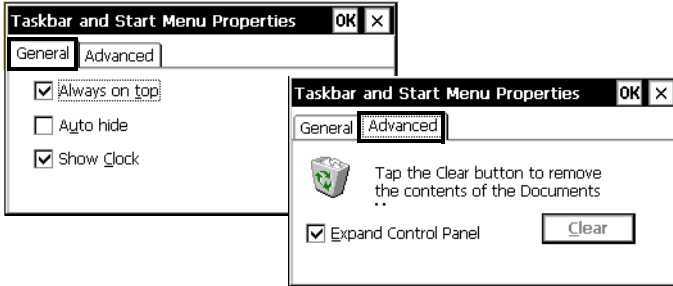 Taskbar and Start Menu Properties OK ×
General Advanced
Always on top
Auto hide
Show Clock
Taskbar and Start Menu Properties OK ×
General Advanced
Tap the Clear button to remove
the contents of the Documents
Expand Control Panel
Clear